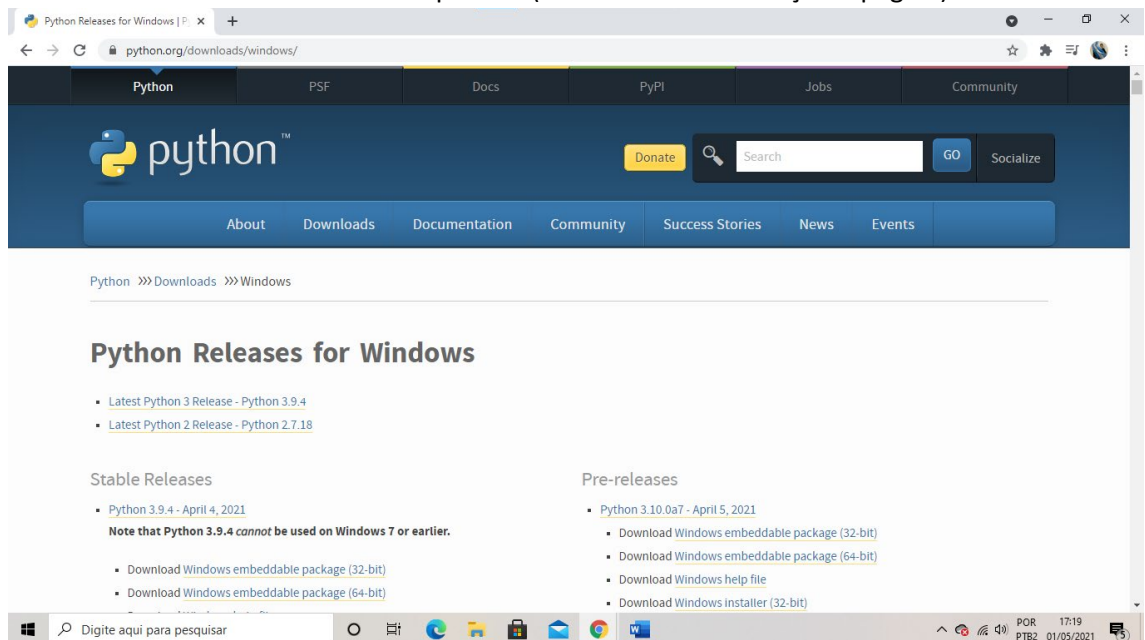 Python Releases for Windows | P
python.org/downloads/windows/
Python PSF Docs PyPI Jobs Community
python™
Donate Search GO Socialize
About Downloads Documentation Community Success Stories News Events
Python >>> Downloads >>> Windows
Python Releases for Windows
Latest Python 3 Release - Python 3.9.4
Latest Python 2 Release - Python 2.7.18
Stable Releases
Python 3.9.4 - April 4, 2021
Note that Python 3.9.4 cannot be used on Windows 7 or earlier.
Download Windows embeddable package (32-bit)
Download Windows embeddable package (64-bit)
Pre-releases
Python 3.10.0a7 - April 5, 2021
Download Windows embeddable package (32-bit)
Download Windows embeddable package (64-bit)
Download Windows help file
Download Windows installer (32-bit)
Digite aqui para pesquisar
POR 17:19
PTB2 01/05/2021